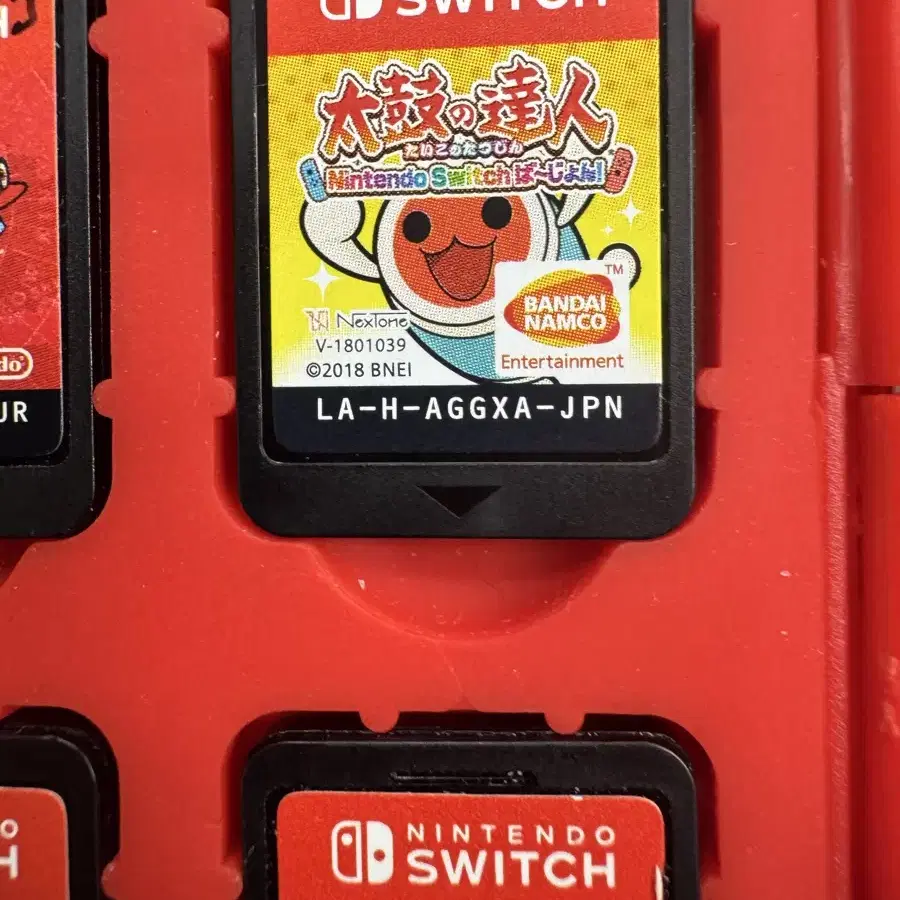 SWITCH
太鼓の達人
たいこのたつじん
Nintendo Switchば〜じょん!
TM
BANDAI
NAMCO
Entertainment
NexTone
V-1801039
©2018 BNEI
LA-H-AGGXA-JPN
NINTENDO
SWITCH